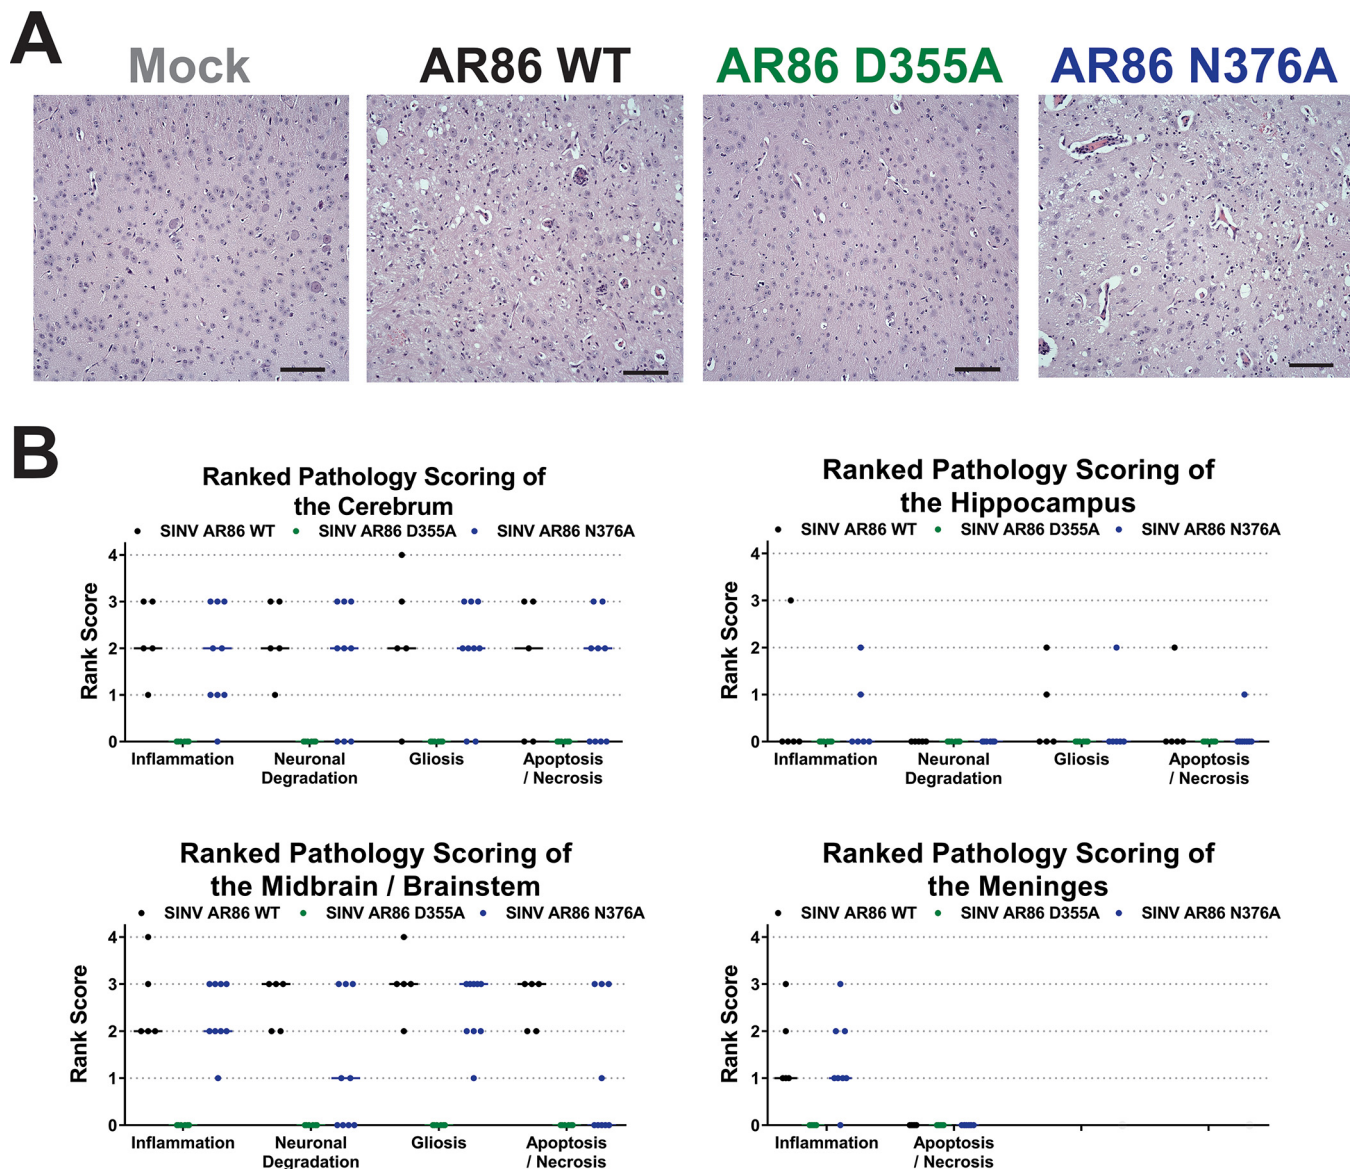 A
Mock
AR86 WT
AR86 D355A
AR86 N376A
B
Ranked Pathology Scoring of
the Cerebrum
SINV AR86 WT
SINV AR86 D355A
SINV AR86 N376A
Rank Score
4
3
2
1
0
Inflammation
Neuronal
Degradation
Gliosis
Apoptosis
/ Necrosis
Ranked Pathology Scoring of
the Hippocampus
SINV AR86 WT
SINV AR86 D355A
SINV AR86 N376A
Rank Score
4
3
2
1
0
Inflammation
Neuronal
Degradation
Gliosis
Apoptosis
/ Necrosis
Ranked Pathology Scoring of
the Midbrain / Brainstem
SINV AR86 WT
SINV AR86 D355A
SINV AR86 N376A
Rank Score
4
3
2
1
0
Inflammation
Neuronal
Degradation
Gliosis
Apoptosis
/ Necrosis
Ranked Pathology Scoring of
the Meninges
SINV AR86 WT
SINV AR86 D355A
SINV AR86 N376A
Rank Score
4
3
2
1
0
Inflammation
Apoptosis
/ Necrosis